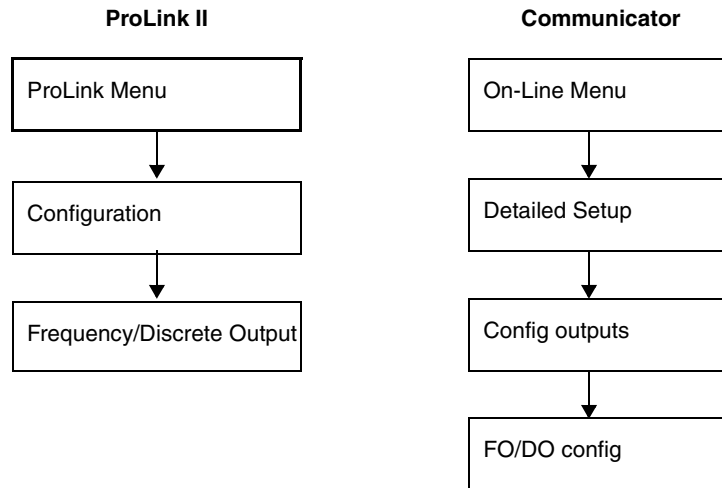 ProLink II
ProLink Menu
Configuration
Frequency/Discrete Output
Communicator
On-Line Menu
Detailed Setup
Config outputs
FO/DO config